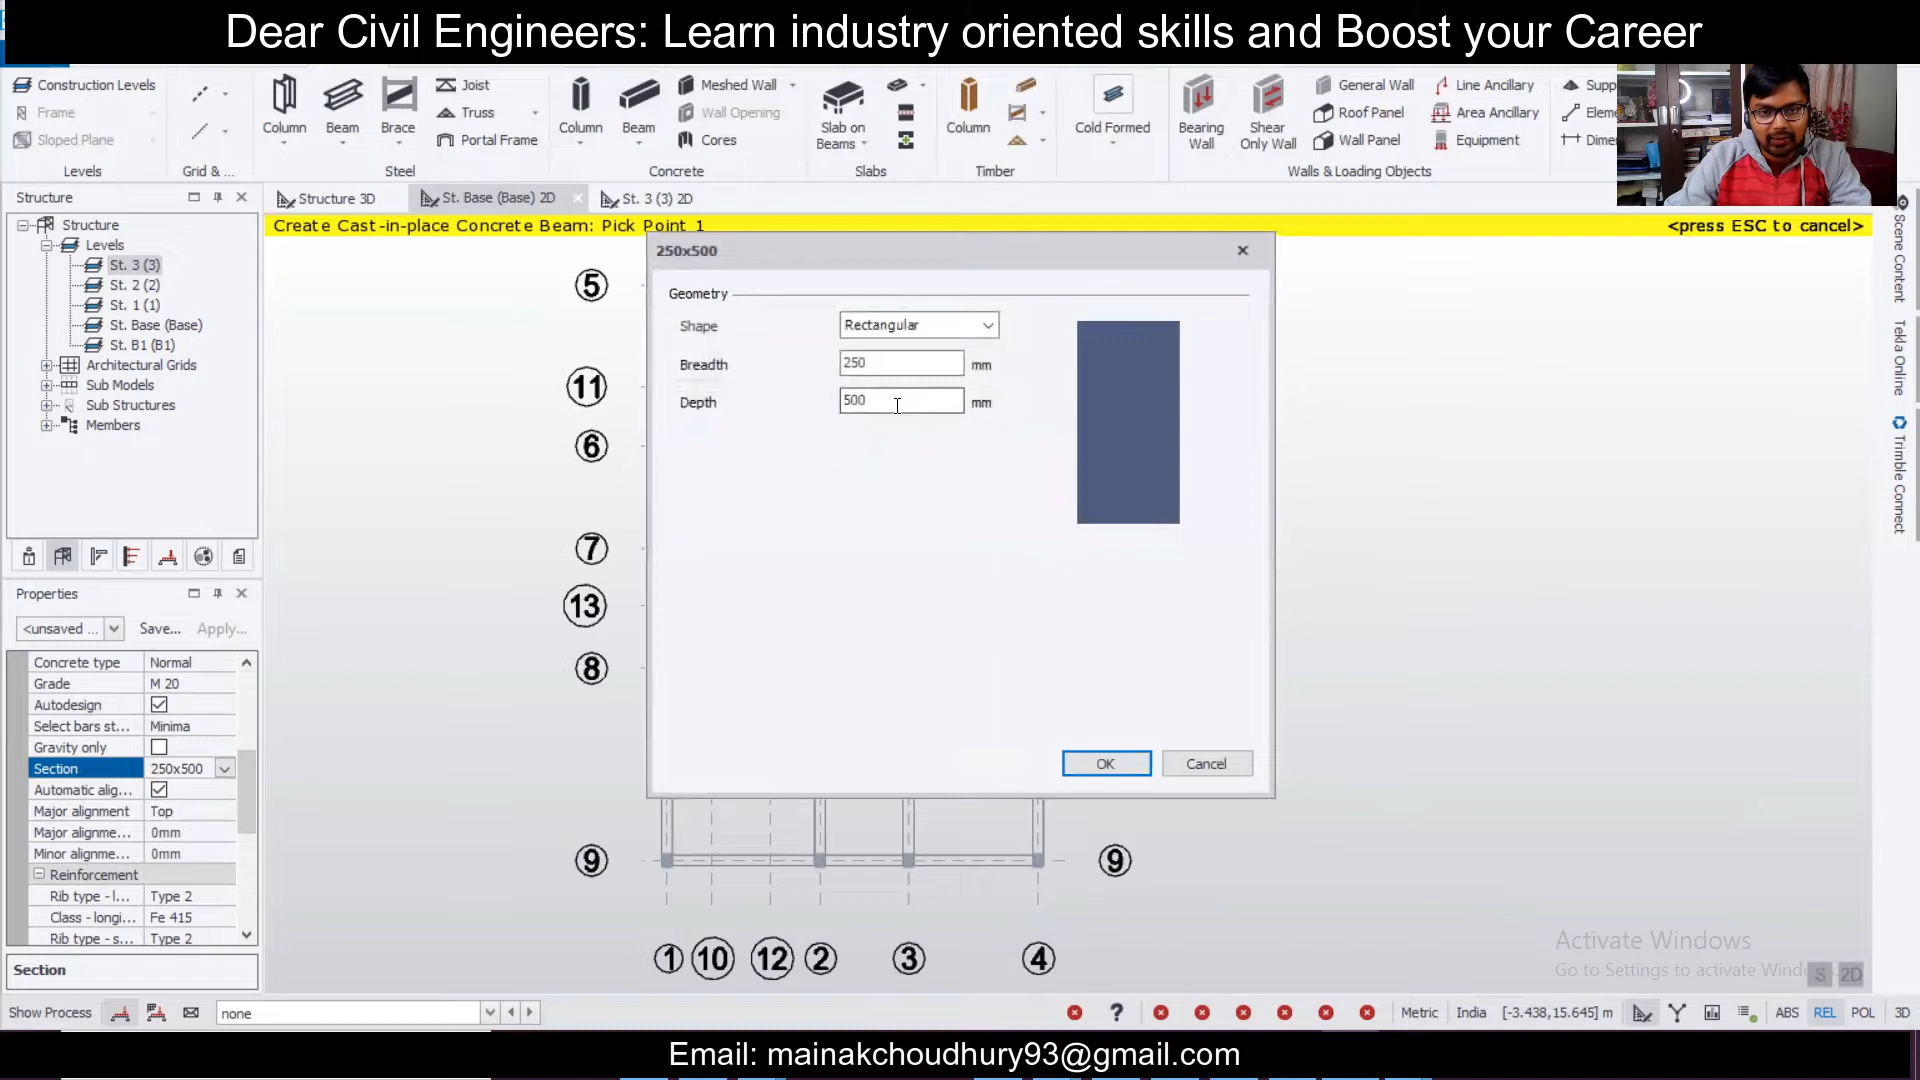 Dear Civil Engineers: Learn industry oriented skills and Boost your Career
Construction Levels
Frame
Sloped Plane
Levels
Grid & ...
Column
Beam
Brace
Joist
Truss
Portal Frame
Steel
Column
Beam
Meshed Wall
Wall Opening
Cores
Concrete
Slab on
Beams
Slabs
Column
Timber
Cold Formed
Bearing
Wall
Shear
Only Wall
General Wall
Roof Panel
Wall Panel
Line Ancillary
Area Ancillary
Equipment
Supp
Elem
Dime
Walls & Loading Objects
Structure
Structure 3D
St. Base (Base) 2D
St. 3 (3) 2D
Create Cast-in-place Concrete Beam: Pick Point 1
<press ESC to cancel>
Structure
Levels
St. 3 (3)
St. 2 (2)
St. 1 (1)
St. Base (Base)
St. B1 (B1)
Architectural Grids
Sub Models
Sub Structures
Members
250x500
Geometry
Shape
Rectangular
Breadth
250
mm
Depth
500
mm
OK
Cancel
5
11
6
7
13
8
9
9
1
10
12
2
3
4
Scene Content
Tekla Online
Trimble Connect
Properties
<unsaved ...
Save...
Apply...
Concrete type
Normal
Grade
M 20
Autodesign
Select bars st...
Minima
Gravity only
Section
250x500
Automatic alig...
Major alignment
Top
Major alignme...
0mm
Minor alignme...
0mm
Reinforcement
Rib type - l...
Type 2
Class - longi...
Fe 415
Rib type - s...
Type 2
Section
Activate Windows
Go to Settings to activate Windo
S
2D
Show Process
none
?
Metric
India
[-3.438,15.645] m
ABS
REL
POL
3D
Email: mainakchoudhury93@gmail.com